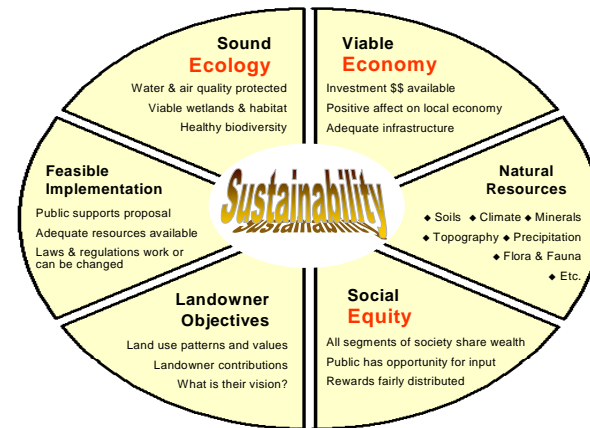 Sound
Ecology
Water & air quality protected
Viable wetlands & habitat
Healthy biodiversity
Viable
Economy
Investment $$ available
Positive affect on local economy
Adequate infrastructure
Feasible
Implementation
Public supports proposal
Adequate resources available
Laws & regulations work or
can be changed
Sustainability
Natural
Resources
◆ Soils ◆ Climate ◆ Minerals
◆ Topography ◆ Precipitation
◆ Flora & Fauna
◆ Etc.
Landowner
Objectives
Land use patterns and values
Landowner contributions
What is their vision?
Social
Equity
All segments of society share wealth
Public has opportunity for input
Rewards fairly distributed